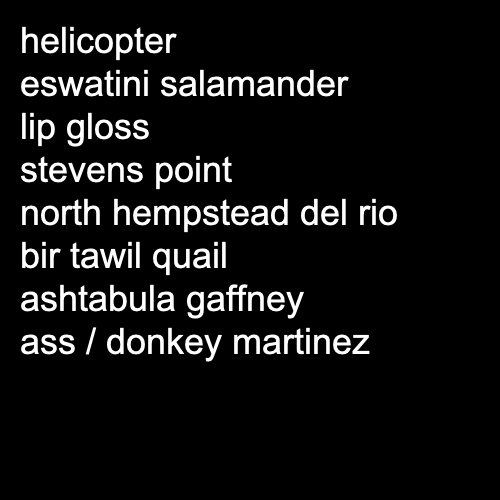 helicopter
eswatini salamander
lip gloss
stevens point
north hempstead del rio
bir tawil quail
ashtabula gaffney
ass / donkey martinez